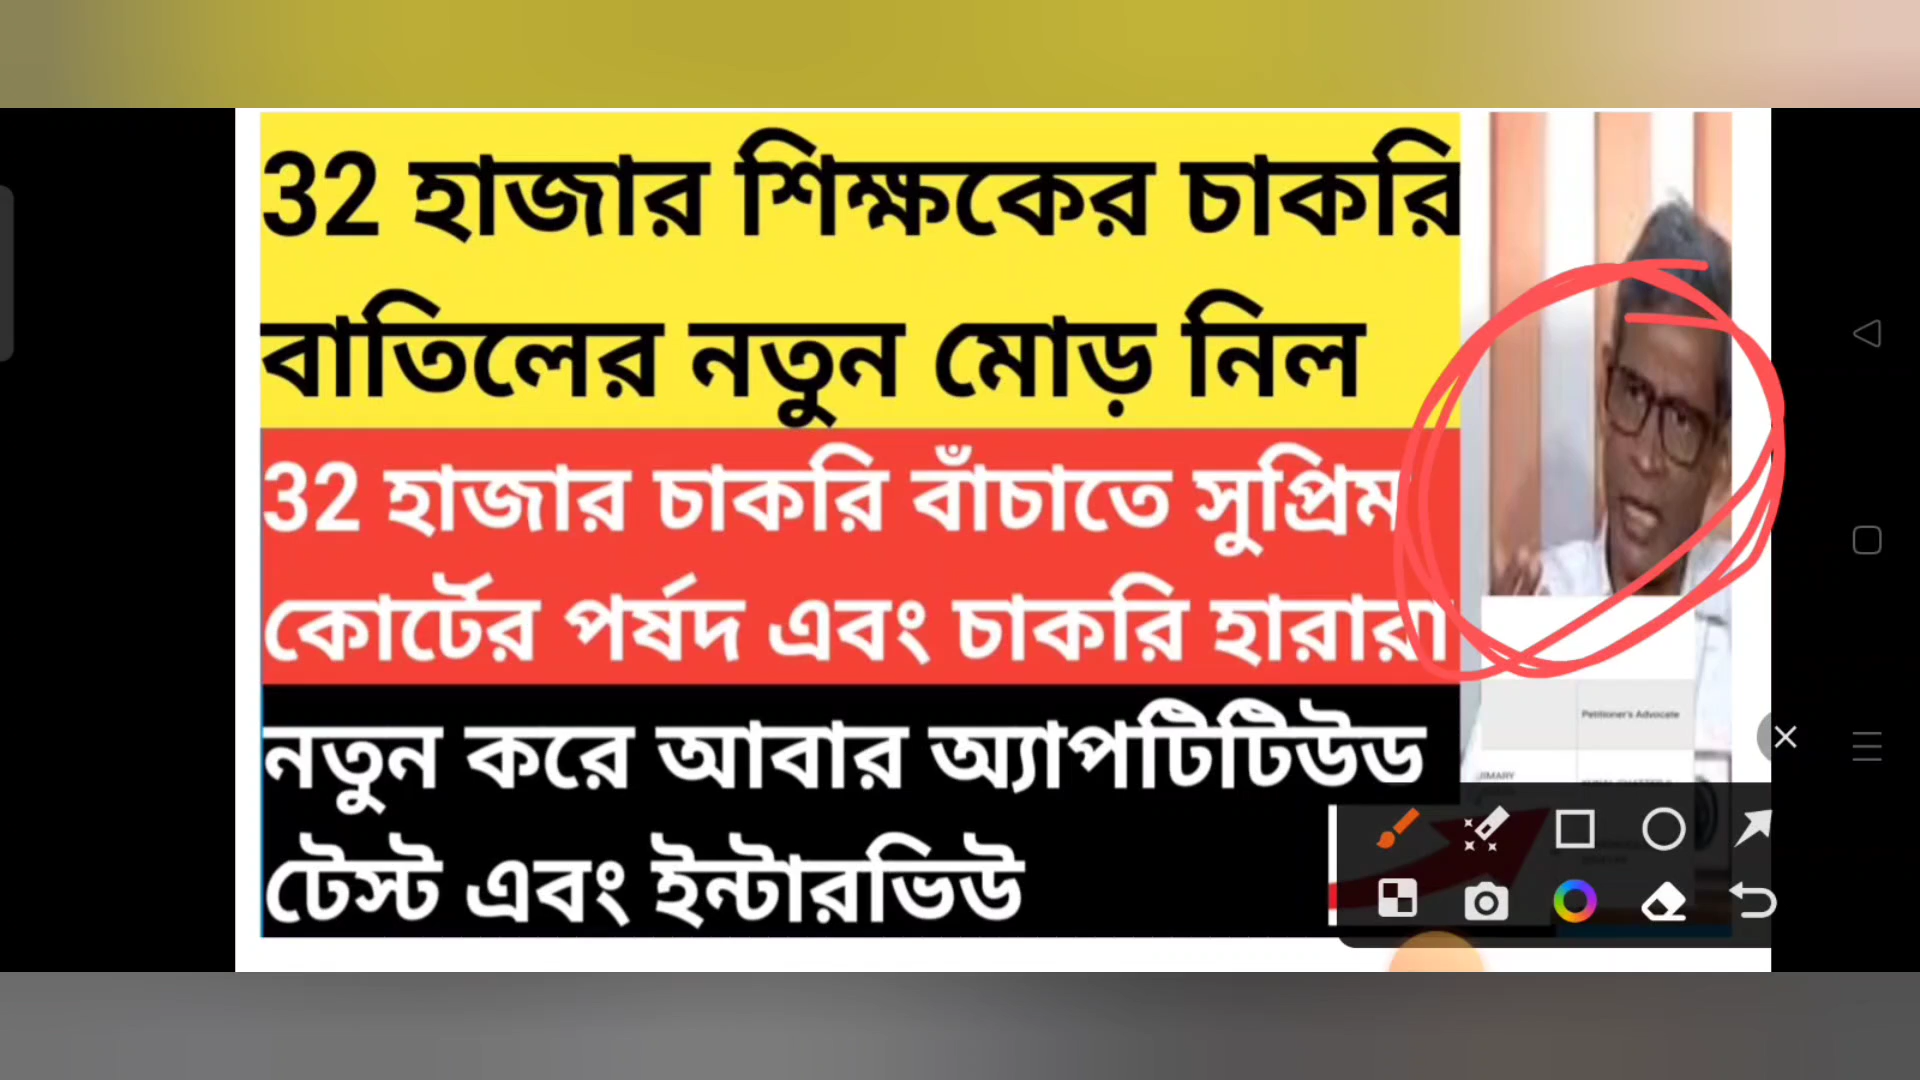 32 হাজার শিক্ষকের চাকরি
বাতিলের নতুন মোড় নিল
32 হাজার চাকরি বাঁচাতে সুপ্রিম
কোর্টের পর্ষদ এবং চাকরি হারারা
নতুন করে আবার অ্যাপটিটিউড
টেস্ট এবং ইন্টারভিউ
Petitioner's Advocate